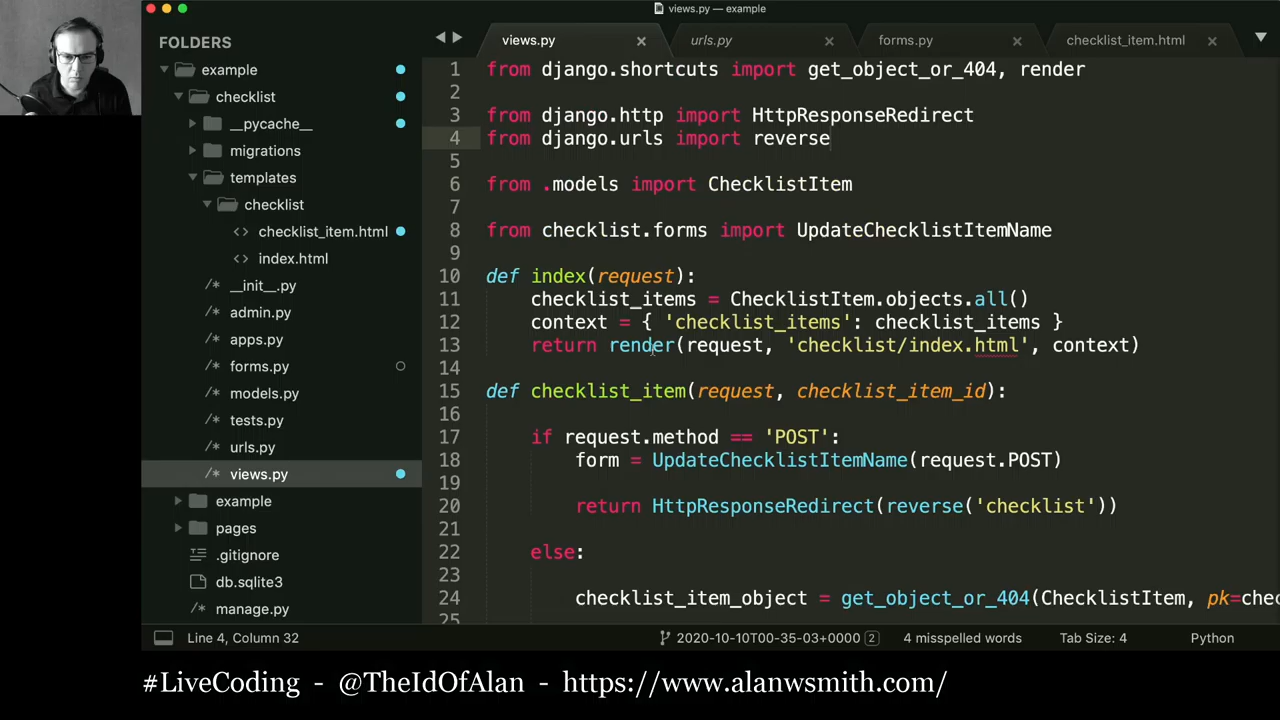 views.py — example
FOLDERS
example
checklist
__pycache__
migrations
templates
checklist
checklist_item.html
index.html
__init__.py
admin.py
apps.py
forms.py
models.py
tests.py
urls.py
views.py
example
pages
.gitignore
db.sqlite3
manage.py
views.py
urls.py
forms.py
checklist_item.html
1 from django.shortcuts import get_object_or_404, render
2
3 from django.http import HttpResponseRedirect
4 from django.urls import reverse
5
6 from .models import ChecklistItem
7
8 from checklist.forms import UpdateChecklistItemName
9
10 def index(request):
11 checklist_items = ChecklistItem.objects.all()
12 context = { 'checklist_items': checklist_items }
13 return render(request, 'checklist/index.html', context)
14
15 def checklist_item(request, checklist_item_id):
16
17 if request.method == 'POST':
18 form = UpdateChecklistItemName(request.POST)
19
20 return HttpResponseRedirect(reverse('checklist'))
21
22 else:
23
24 checklist_item_object = get_object_or_404(ChecklistItem, pk=chec
25
Line 4, Column 32
2020-10-10T00-35-03+0000 2
4 misspelled words
Tab Size: 4
Python
#LiveCoding - @TheIdOfAlan - https://www.alanwsmith.com/